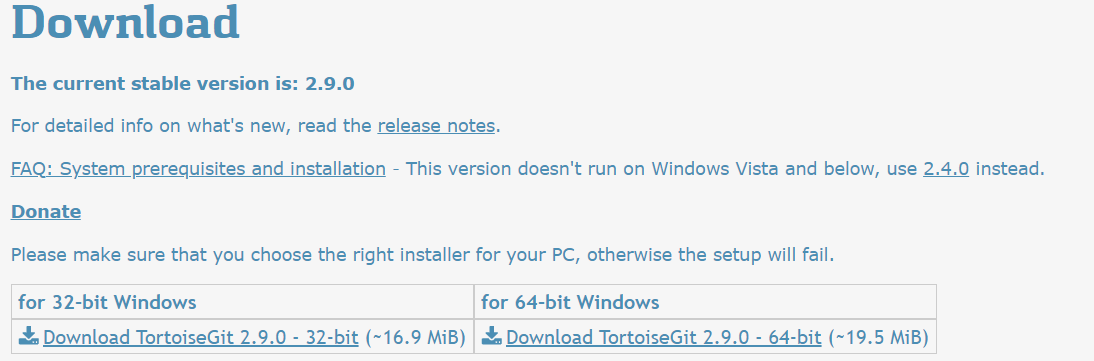 Download
The current stable version is: 2.9.0
For detailed info on what's new, read the release notes.
FAQ: System prerequisites and installation - This version doesn't run on Windows Vista and below, use 2.4.0 instead.
Donate
Please make sure that you choose the right installer for your PC, otherwise the setup will fail.
for 32-bit Windows for 64-bit Windows
Download TortoiseGit 2.9.0 - 32-bit (~16.9 MiB) Download TortoiseGit 2.9.0 - 64-bit (~19.5 MiB)